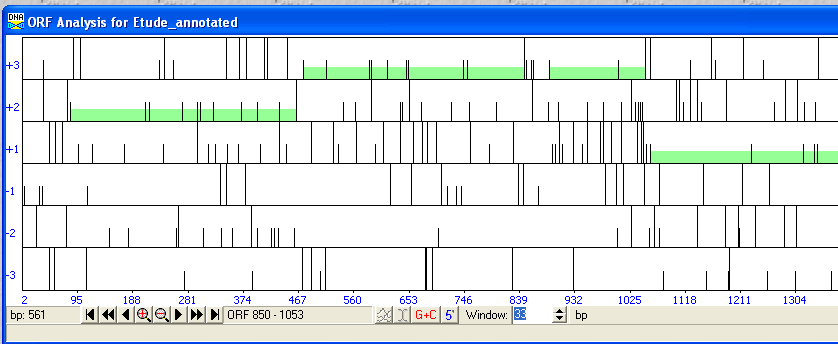 DNA ORF Analysis for Etude_annotated
+3
+2
+1
-1
-2
-3
2 95 188 281 374 467 560 653 746 839 932 1025 1118 1211 1304
bp: 561 ORF 850 - 1053 G+C 5' Window: 33 bp